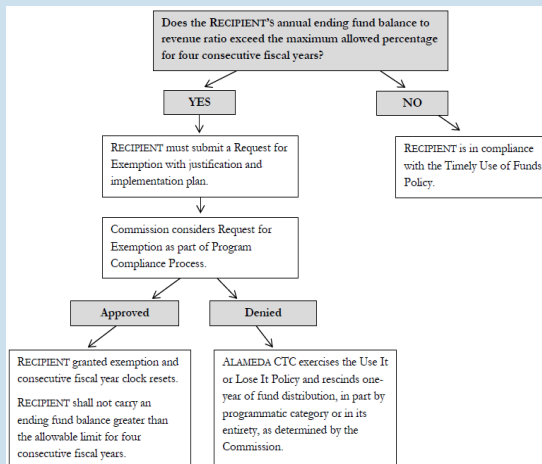 Does the RECIPIENT'S annual ending fund balance to
revenue ratio exceed the maximum allowed percentage
for four consecutive fiscal years?
YES
NO
RECIPIENT must submit a Request for
Exemption with justification and
implementation plan.
RECIPIENT is in compliance
with the Timely Use of Funds
Policy.
Commission considers Request for
Exemption as part of Program
Compliance Process.
Approved
Denied
RECIPIENT granted exemption and
consecutive fiscal year clock resets.
RECIPIENT shall not carry an
ending fund balance greater than
the allowable limit for four
consecutive fiscal years.
ALAMEDA CTC exercises the Use It
or Lose It Policy and rescinds one-
year of fund distribution, in part by
programmatic category or in its
entirety, as determined by the
Commission.